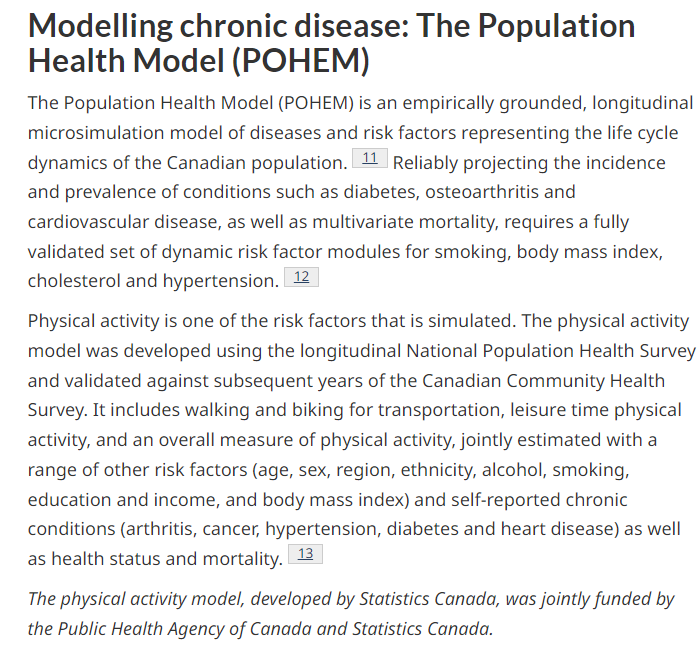 Modelling chronic disease: The Population
Health Model (POHEM)
The Population Health Model (POHEM) is an empirically grounded, longitudinal
microsimulation model of diseases and risk factors representing the life cycle
dynamics of the Canadian population. 11 Reliably projecting the incidence
and prevalence of conditions such as diabetes, osteoarthritis and
cardiovascular disease, as well as multivariate mortality, requires a fully
validated set of dynamic risk factor modules for smoking, body mass index,
cholesterol and hypertension. 12
Physical activity is one of the risk factors that is simulated. The physical activity
model was developed using the longitudinal National Population Health Survey
and validated against subsequent years of the Canadian Community Health
Survey. It includes walking and biking for transportation, leisure time physical
activity, and an overall measure of physical activity, jointly estimated with a
range of other risk factors (age, sex, region, ethnicity, alcohol, smoking,
education and income, and body mass index) and self-reported chronic
conditions (arthritis, cancer, hypertension, diabetes and heart disease) as well
as health status and mortality. 13
The physical activity model, developed by Statistics Canada, was jointly funded by
the Public Health Agency of Canada and Statistics Canada.